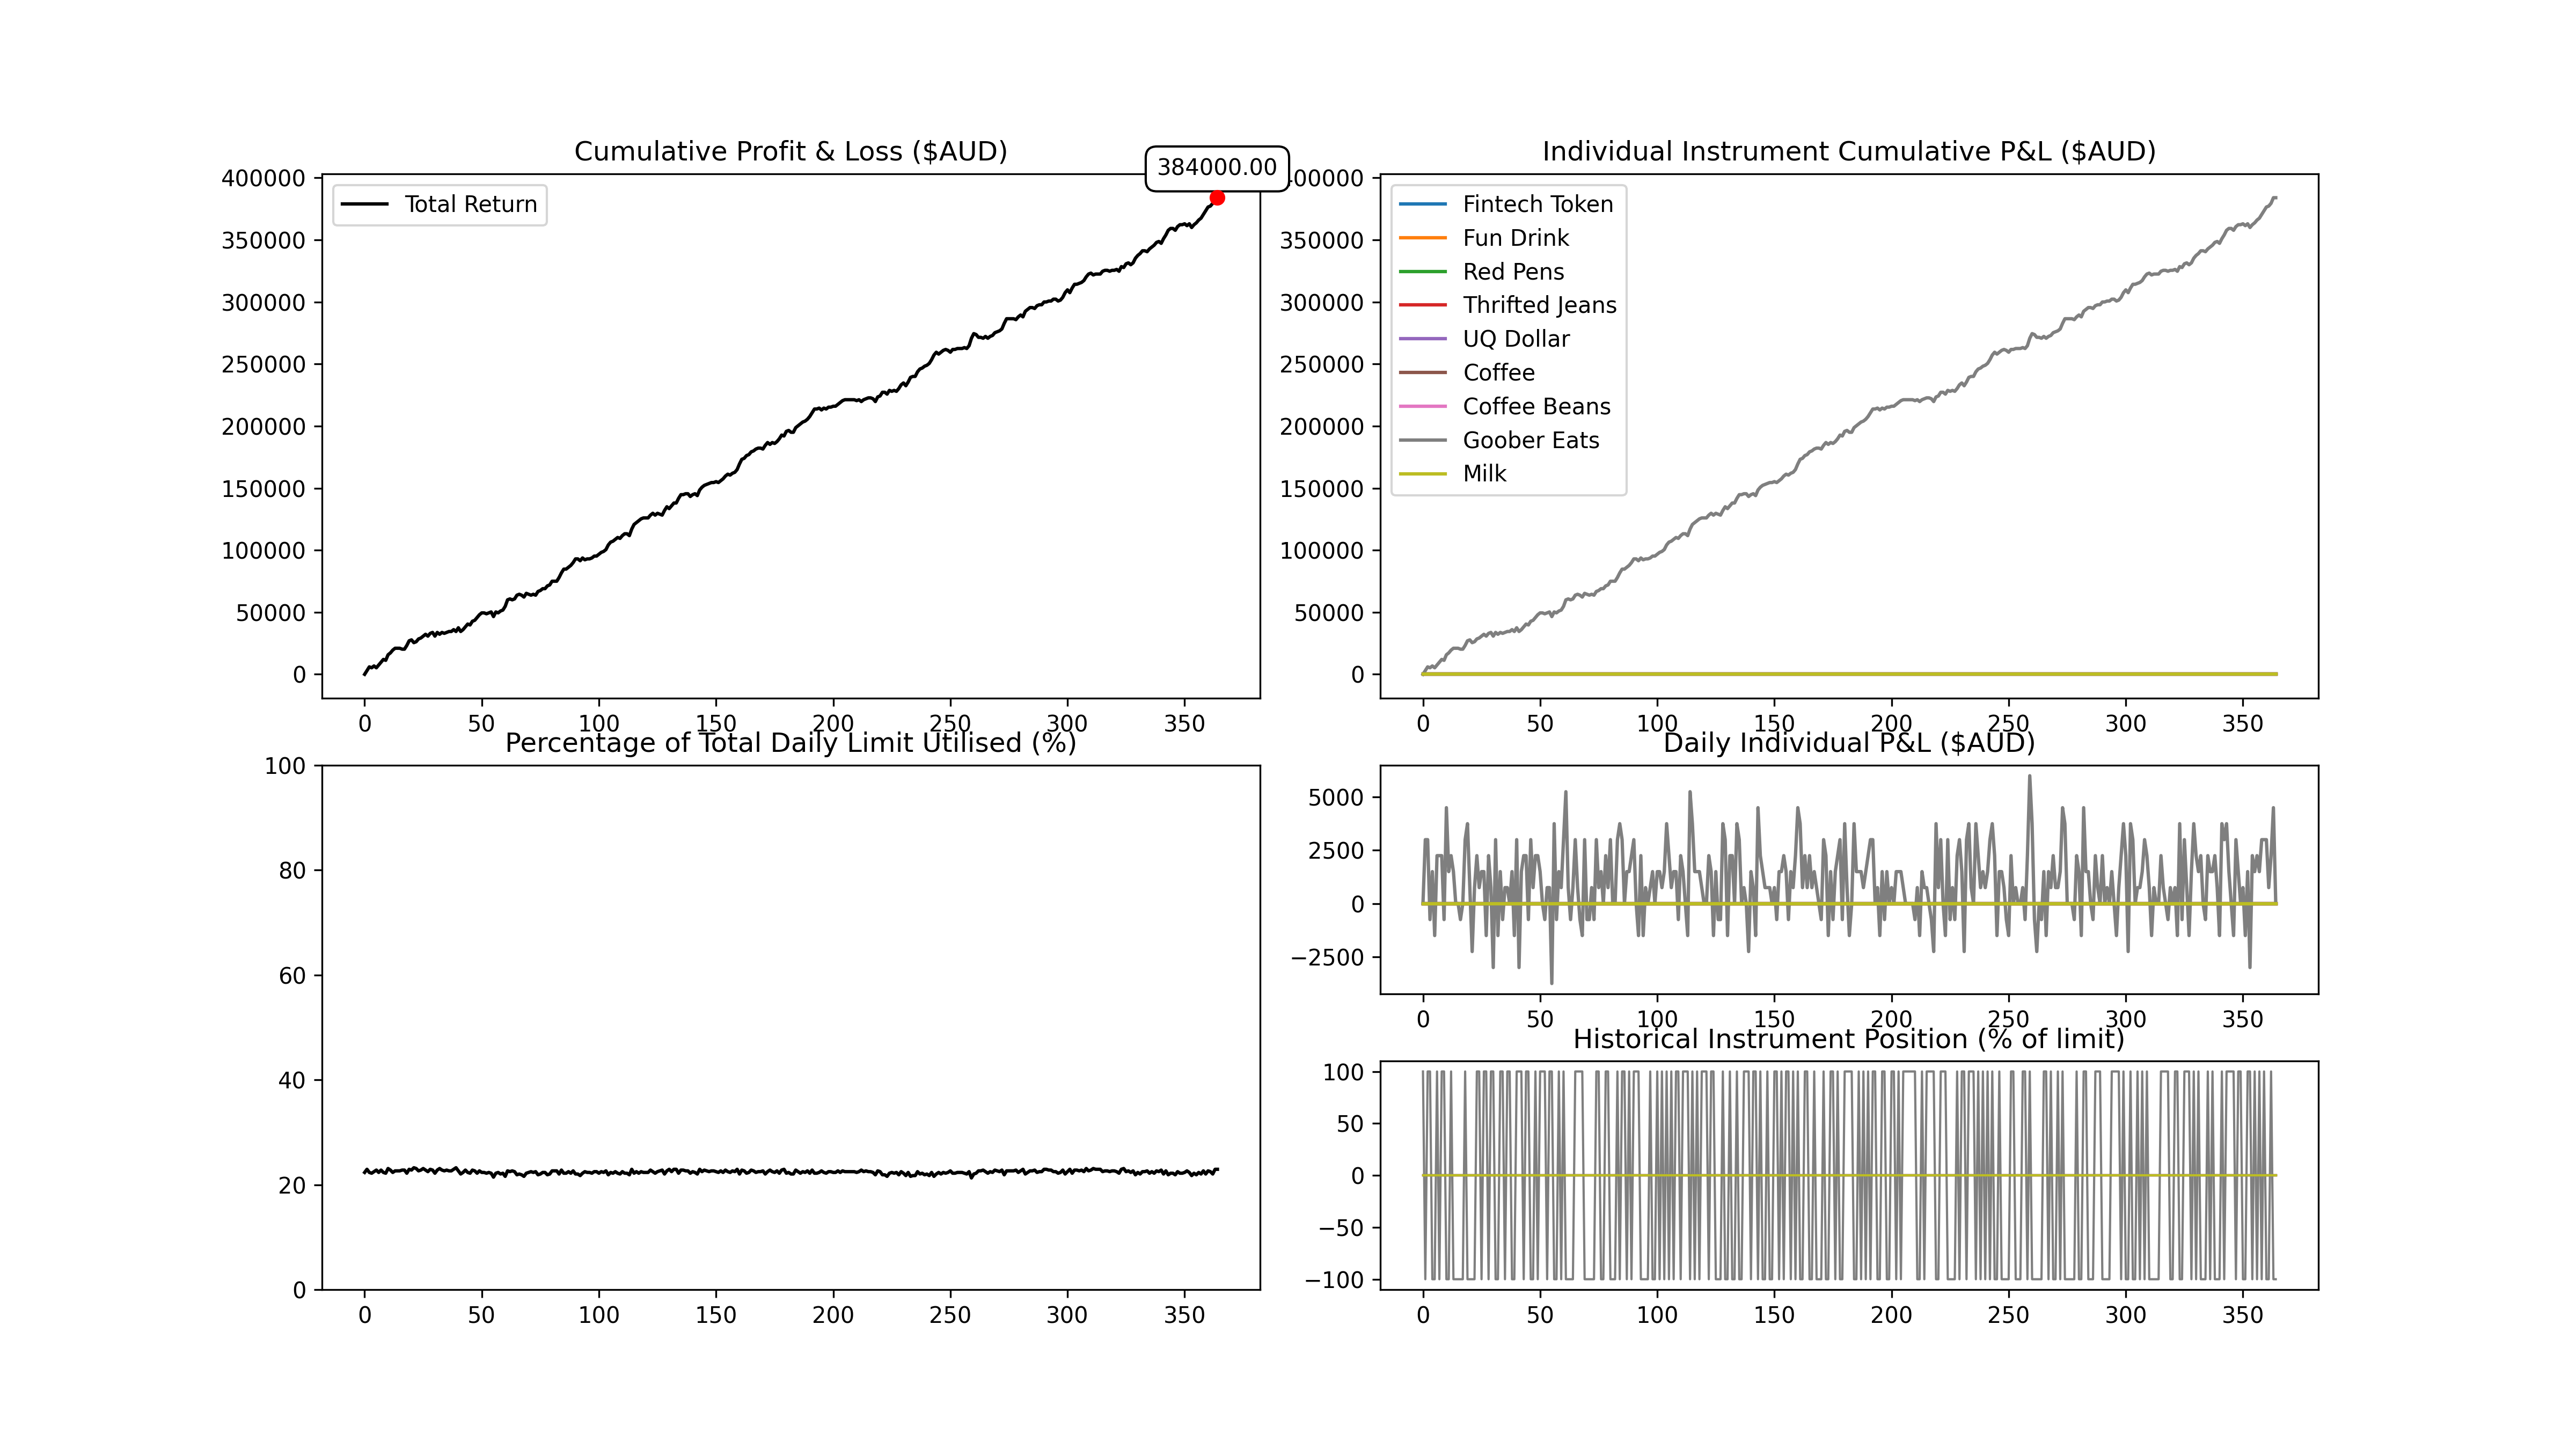 Cumulative Profit & Loss ($AUD)
384000.00
Total Return
400000
350000
300000
250000
200000
150000
100000
50000
0
0 50 100 150 200 250 300 350
Individual Instrument Cumulative P&L ($AUD)
Fintech Token
Fun Drink
Red Pens
Thrifted Jeans
UQ Dollar
Coffee
Coffee Beans
Goober Eats
Milk
00000
350000
300000
250000
200000
150000
100000
50000
0
0 50 100 150 200 250 300 350
Percentage of Total Daily Limit Utilised (%)
100
80
60
40
20
0
0 50 100 150 200 250 300 350
Daily Individual P&L ($AUD)
5000
2500
0
−2500
0 50 100 150 200 250 300 350
Historical Instrument Position (% of limit)
100
50
0
−50
−100
0 50 100 150 200 250 300 350